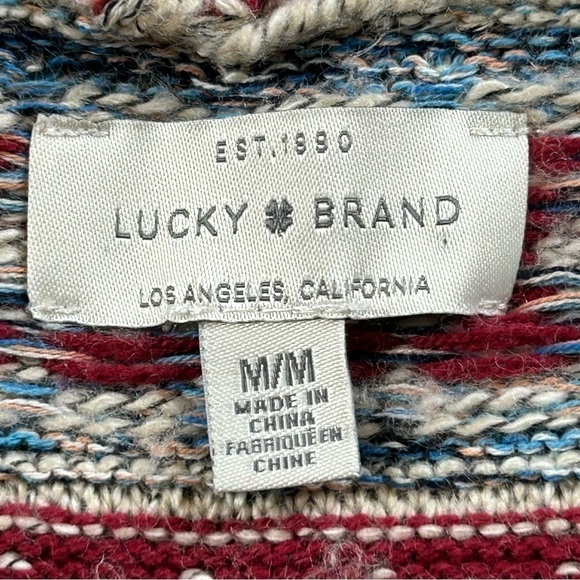 EST.1990
LUCKY BRAND
LOS ANGELES, CALIFORNIA
M/M
MADE IN
CHINA
FABRIQUÉ EN
CHINE